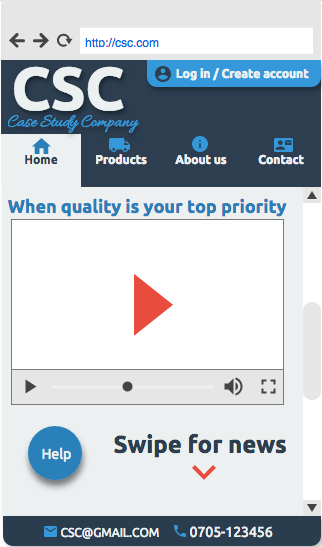 http://csc.com
CSC
Case Study Company
Log in / Create account
Home
Products
About us
Contact
When quality is your top priority
Help
Swipe for news
CSC@GMAIL.COM
0705-123456